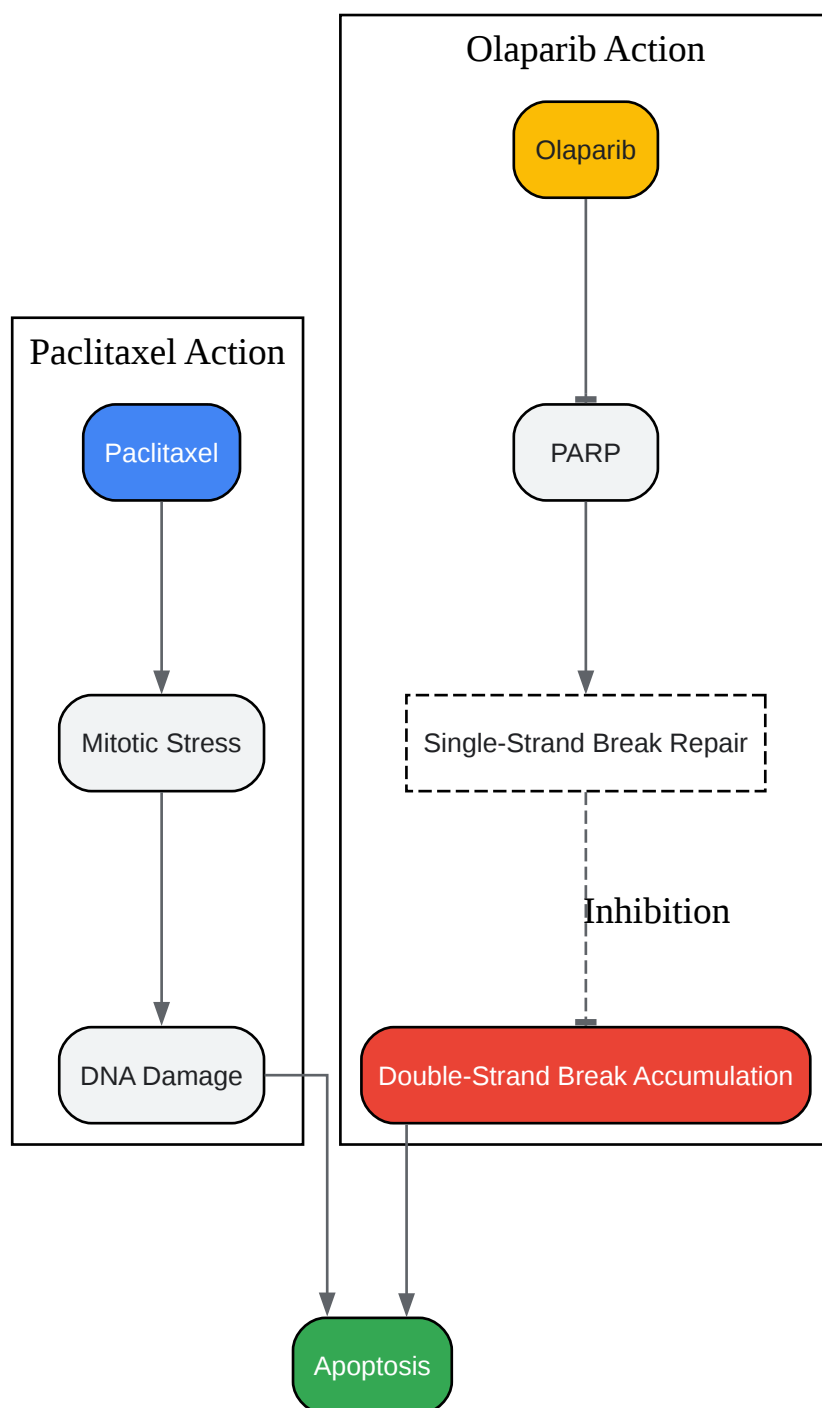 Olaparib Action
Olaparib
Paclitaxel Action
Paclitaxel
PARP
Mitotic Stress
Single-Strand Break Repair
Inhibition
DNA Damage
Double-Strand Break Accumulation
Apoptosis